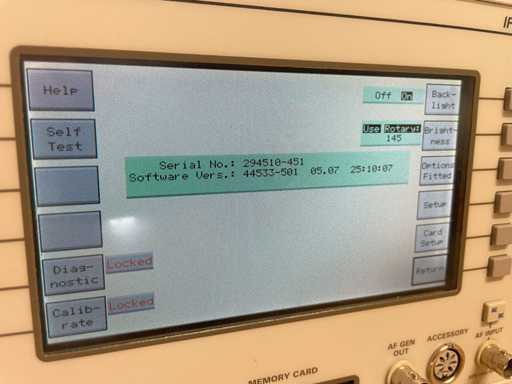 IF
Help
Off On
Back-
light
Self
Test
Use Rotary:
145
Bright-
ness
Serial No.: 294510-451
Software Vers.: 44533-501 05.07 25:10:07
Options
Fitted
Setup
Card
Setup
Diag-
nostic
Locked
Return
Calib-
rate
Locked
MEMORY CARD
AF GEN
OUT
ACCESSORY
AF INPUT